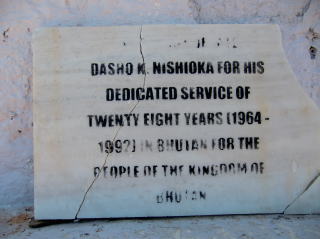 DASHO K. NISHIOKA FOR HIS
DEDICATED SERVICE OF
TWENTY EIGHT YEARS (1964 -
1992) IN BHUTAN FOR THE
PEOPLE OF THE KINGDOM OF
BHUTAN